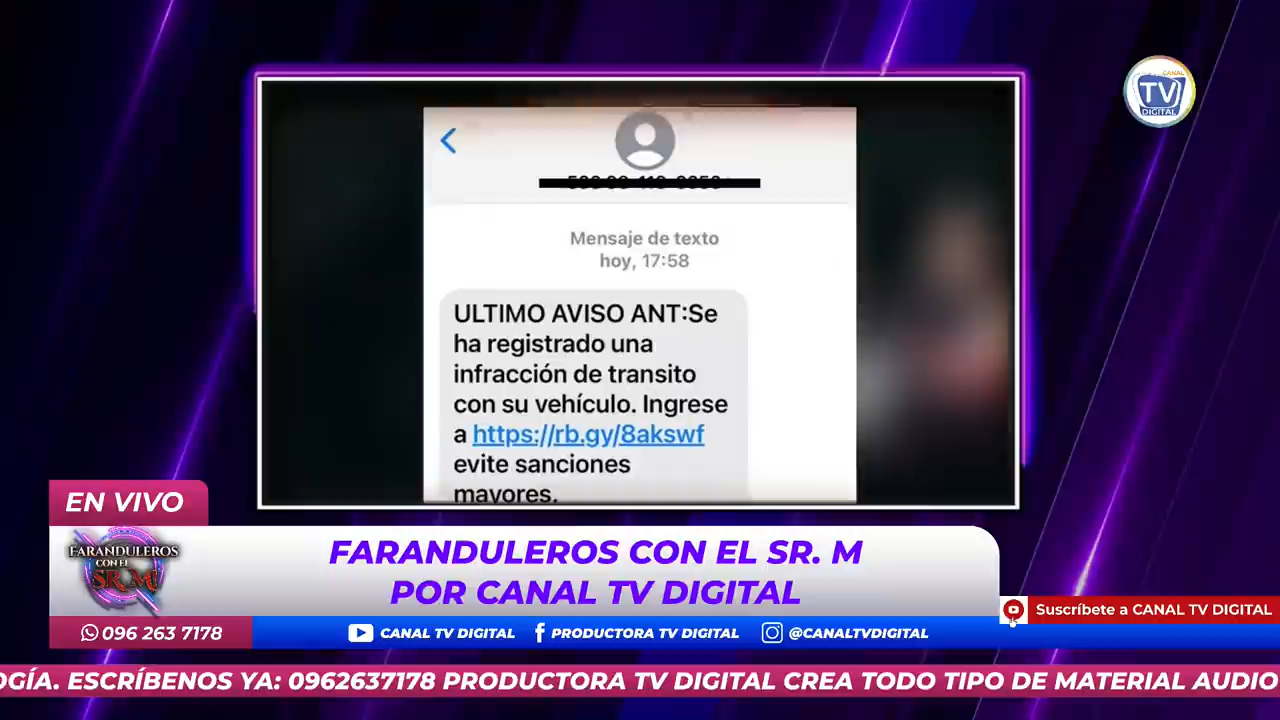 CANAL
TV
DIGITAL
Mensaje de texto
hoy, 17:58
ULTIMO AVISO ANT:Se
ha registrado una
infracción de transito
con su vehículo. Ingrese
a https://rb.gy/8akswf
evite sanciones
mayores.
EN VIVO
FARANDULEROS
CON EL
SR. M
FARANDULEROS CON EL SR. M
POR CANAL TV DIGITAL
Suscríbete a CANAL TV DIGITAL
096 263 7178
CANAL TV DIGITAL
PRODUCTORA TV DIGITAL
@CANALTVDIGITAL
OGÍA. ESCRÍBENOS YA: 0962637178 PRODUCTORA TV DIGITAL CREA TODO TIPO DE MATERIAL AUDIO